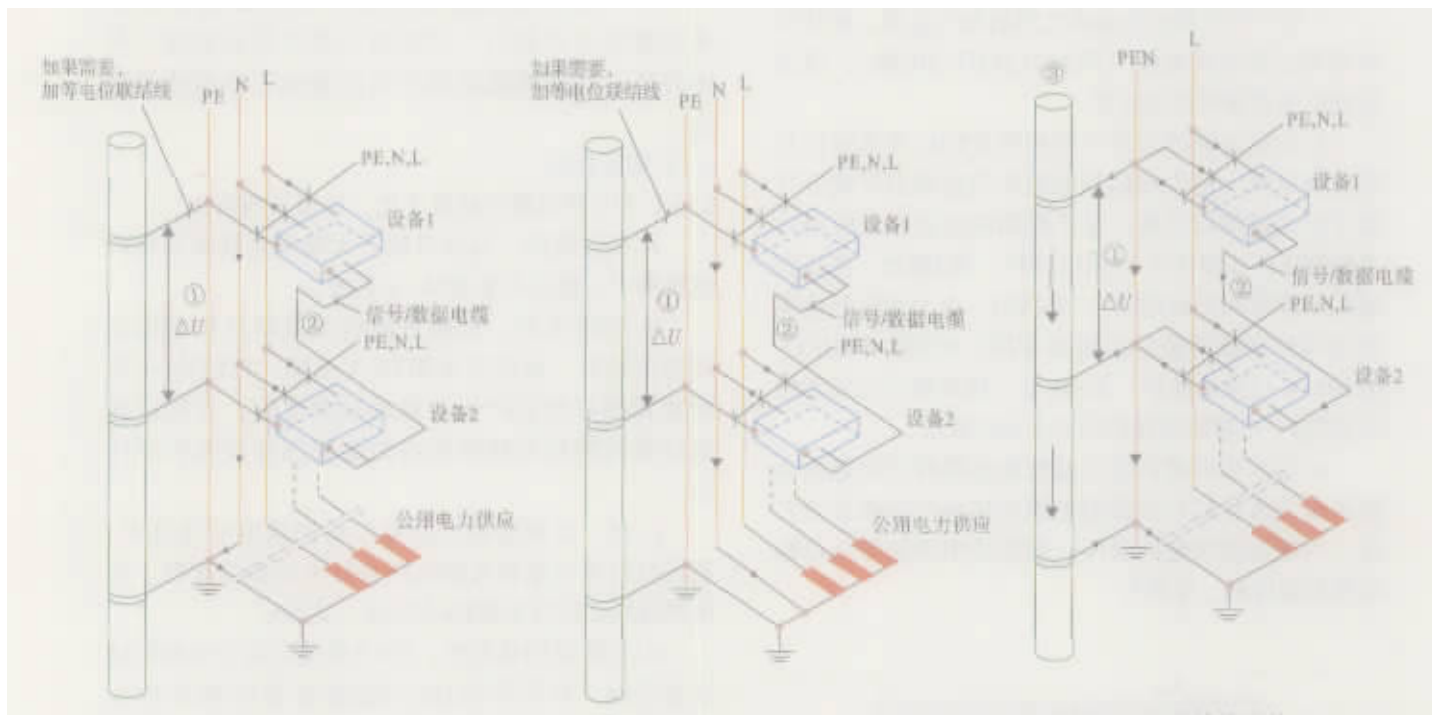 如果需要,
加等电位联结线
PE
N
L
PE,N,L
设备1
①
△U
②
信号/数据电缆
PE,N,L
设备2
公用电力供应
如果需要,
加等电位联结线
PE
N
L
PE,N,L
设备1
①
△U
②
信号/数据电缆
PE,N,L
设备2
公用电力供应
③
PEN
L
PE,N,L
设备1
①
△U
②
信号/数据电缆
PE,N,L
设备2